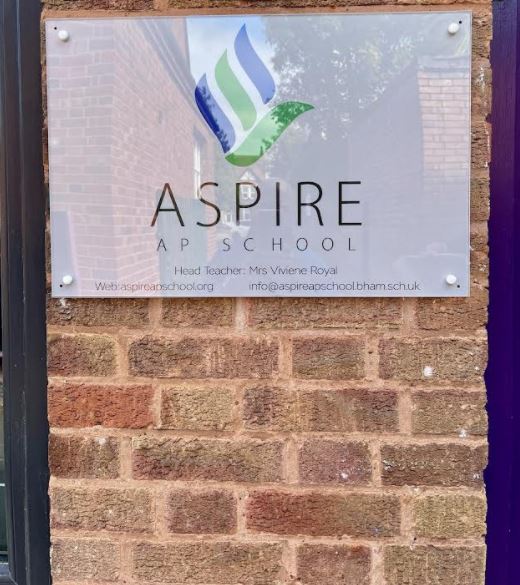 ASPIRE
AP SCHOOL
Head Teacher: Mrs Viviene Royal
Web:aspireapschool.org info@aspireapschool.bham.sch.uk